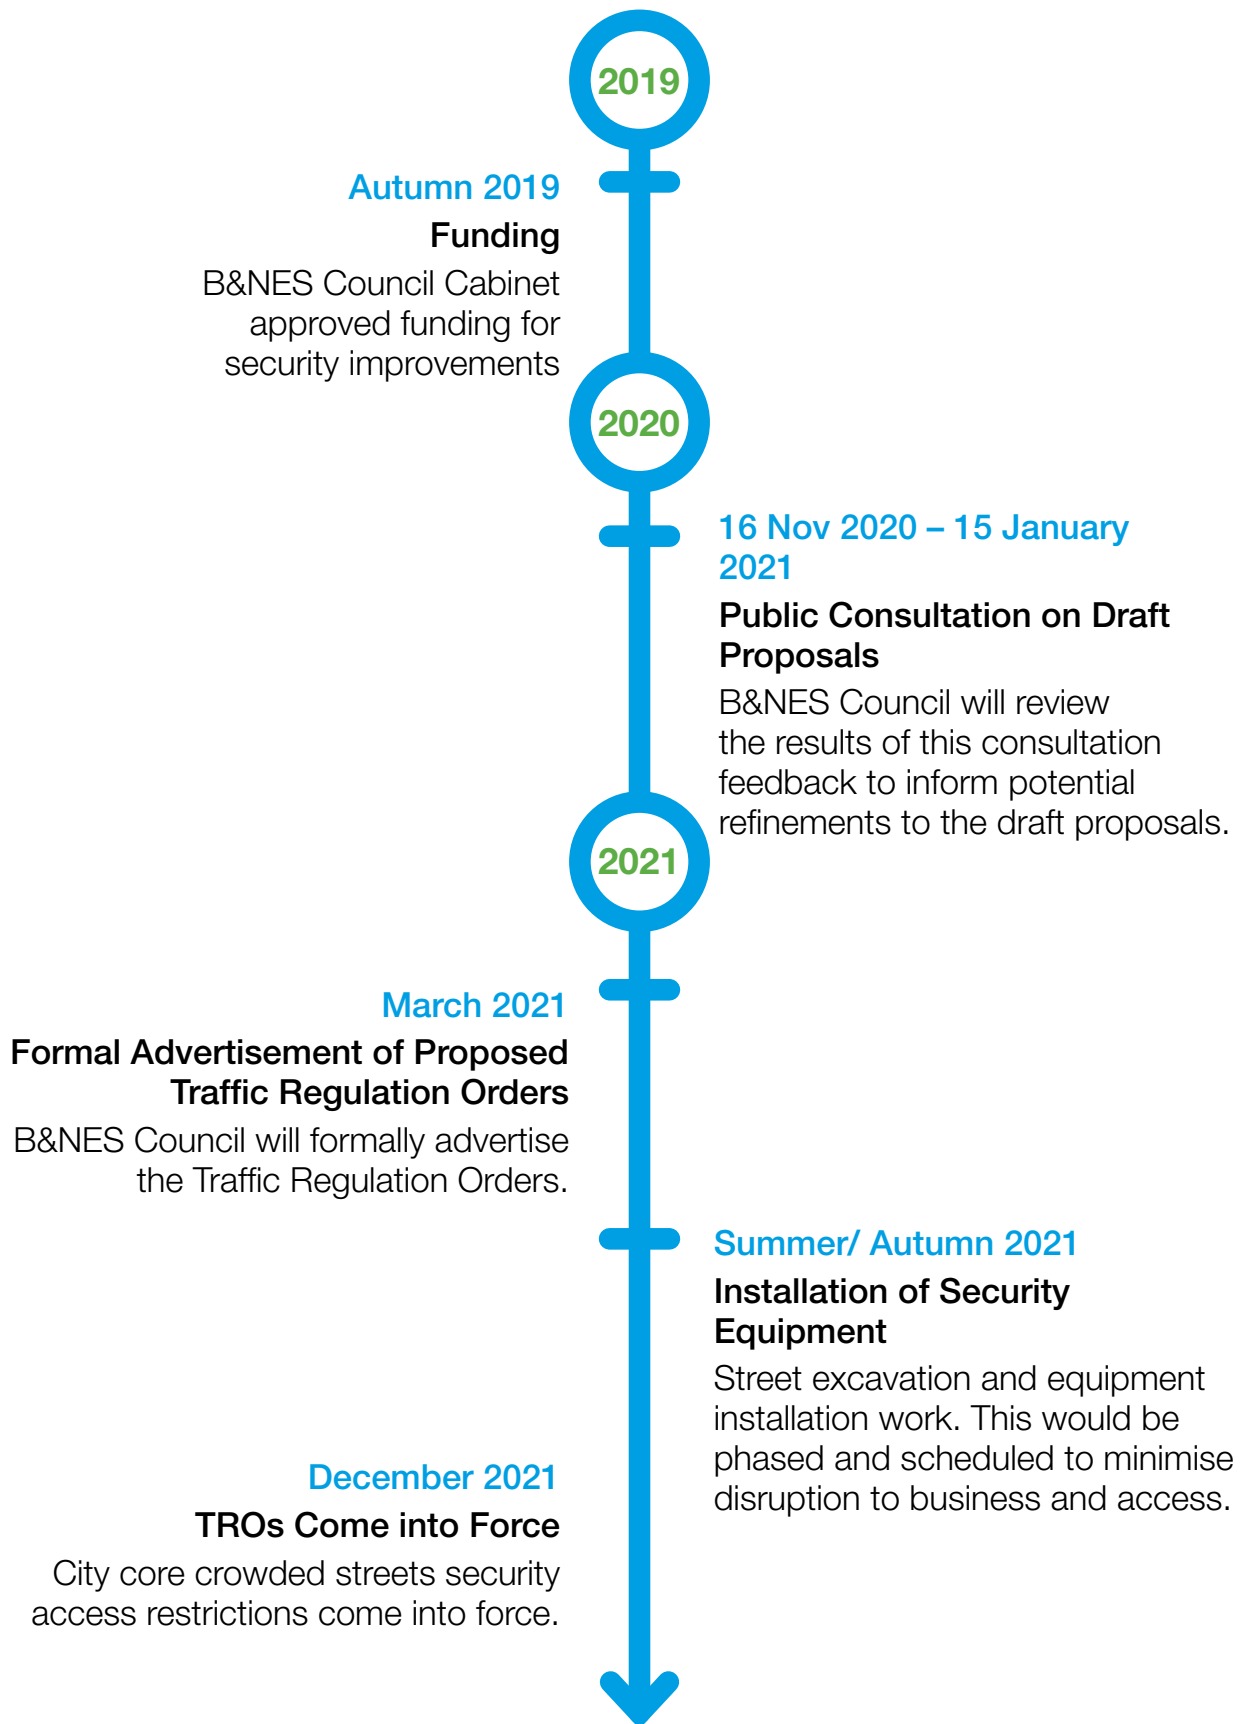 2019
Autumn 2019
Funding
B&NES Council Cabinet
approved funding for
security improvements
2020
16 Nov 2020 – 15 January
2021
Public Consultation on Draft
Proposals
B&NES Council will review
the results of this consultation
feedback to inform potential
refinements to the draft proposals.
2021
March 2021
Formal Advertisement of Proposed
Traffic Regulation Orders
B&NES Council will formally advertise
the Traffic Regulation Orders.
Summer/ Autumn 2021
Installation of Security
Equipment
Street excavation and equipment
installation work. This would be
phased and scheduled to minimise
disruption to business and access.
December 2021
TROs Come into Force
City core crowded streets security
access restrictions come into force.